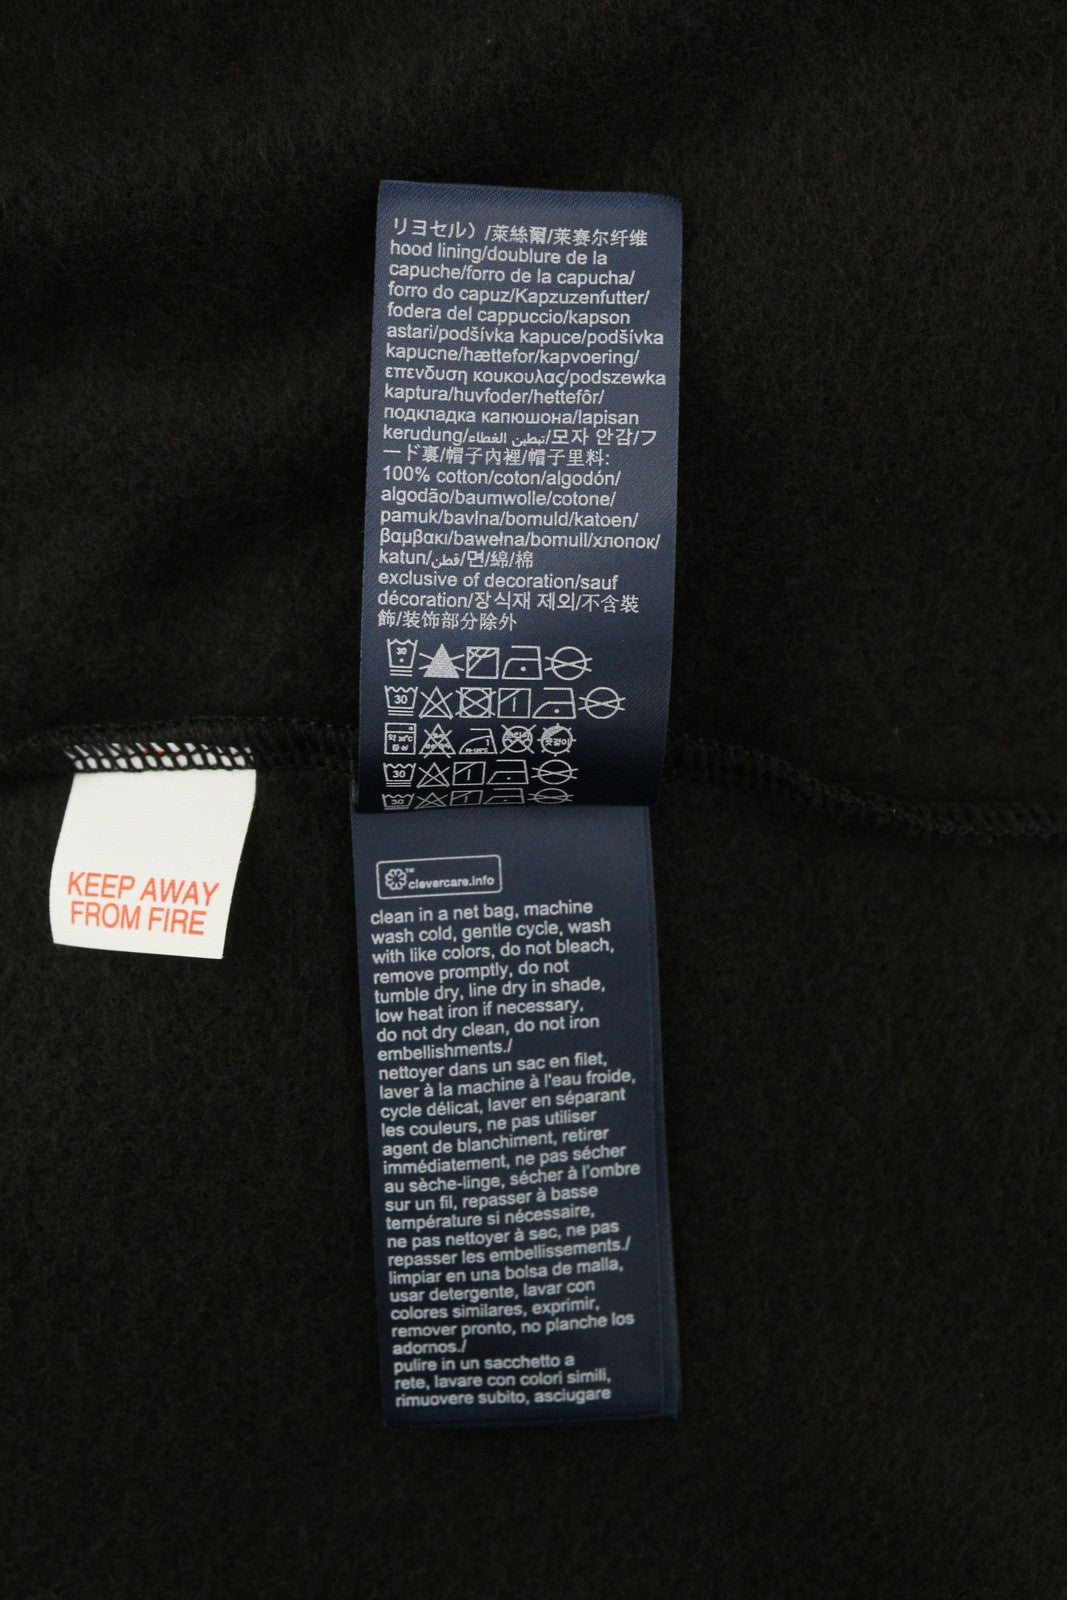 リヨセル）/萊絲爾/莱赛尔纤维
hood lining/doublure de la
capuche/forro de la capucha/
forro do capuz/Kapzuzenfutter/
fodera del cappuccio/kapson
astari/podšívka kapuce/podšívka
kapucne/hættefor/kapvoering/
επενδυση κουκουλας/podszewka
kaptura/huvfoder/hettefôr/
подкладка капюшона/lapisan
kerudung/تبطين الغطاء/모자 안감/フ
ード裏/帽子內裡/帽子里料:
100% cotton/coton/algodón/
algodão/baumwolle/cotone/
pamuk/bavlna/bomuld/katoen/
βαμβακι/bawełna/bomull/хлопок/
katun/قطن/면/綿/棉
exclusive of decoration/sauf
décoration/장식재 제외/不含裝
飾/装饰部分除外
30
30
30
30
KEEP AWAY
FROM FIRE
clevercare.info
clean in a net bag, machine
wash cold, gentle cycle, wash
with like colors, do not bleach,
remove promptly, do not
tumble dry, line dry in shade,
low heat iron if necessary,
do not dry clean, do not iron
embellishments./
nettoyer dans un sac en filet,
laver à la machine à l'eau froide,
cycle délicat, laver en séparant
les couleurs, ne pas utiliser
agent de blanchiment, retirer
immédiatement, ne pas sécher
au sèche-linge, sécher à l'ombre
sur un fil, repasser à basse
température si nécessaire,
ne pas nettoyer à sec, ne pas
repasser les embellissements./
limpiar en una bolsa de malla,
usar detergente, lavar con
colores similares, exprimir,
remover pronto, no planche los
adornos./
pulire in un sacchetto a
rete, lavare con colori simili,
rimuovere subito, asciugare